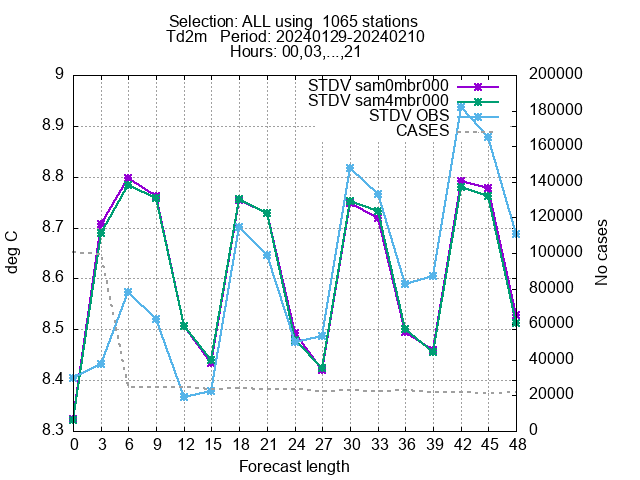 Selection: ALL using  1065 stations
Td2m   Period: 20240129-20240210
Hours: 00,03,...,21
STDV sam0mbr000
STDV sam4mbr000
STDV OBS
CASES
9
8.9
8.8
8.7
8.6
8.5
8.4
8.3
deg C
200000
180000
160000
140000
120000
100000
80000
60000
40000
20000
0
No cases
0 3 6 9 12 15 18 21 24 27 30 33 36 39 42 45 48
Forecast length